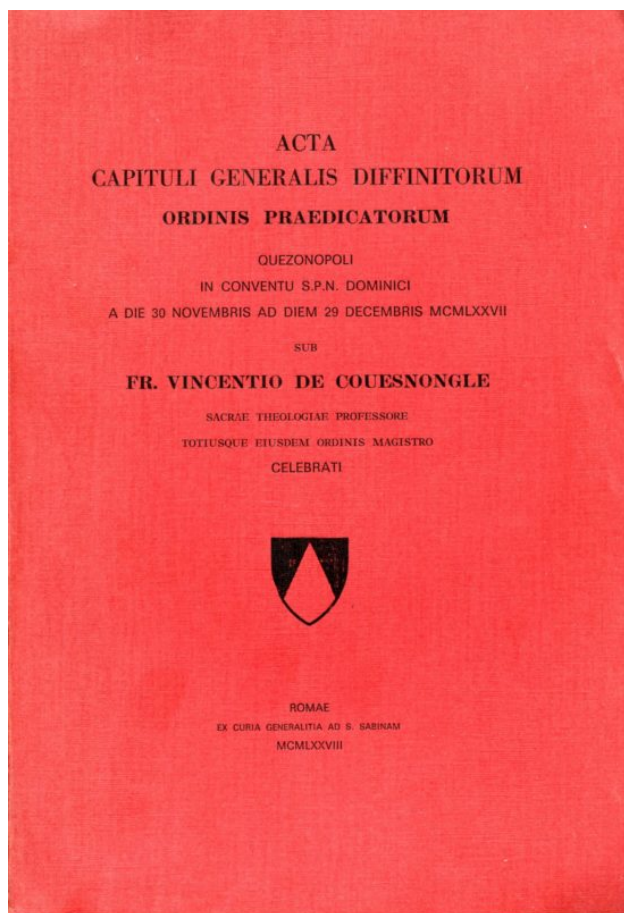 ACTA
CAPITULI GENERALIS DIFFINITORUM
ORDINIS PRAEDICATORUM
QUEZONOPOLI
IN CONVENTU S.P.N. DOMINICI
A DIE 30 NOVEMBRIS AD DIEM 29 DECEMBRIS MCMLXXVII
SUB
FR. VINCENTIO DE COUESNONGLE
SACRAE THEOLOGIAE PROFESSORE
TOTIUSQUE EIUSDEM ORDINIS MAGISTRO
CELEBRATI
ROMAE
EX CURIA GENERALITIA AD S. SABINAM
MCMLXXVIII